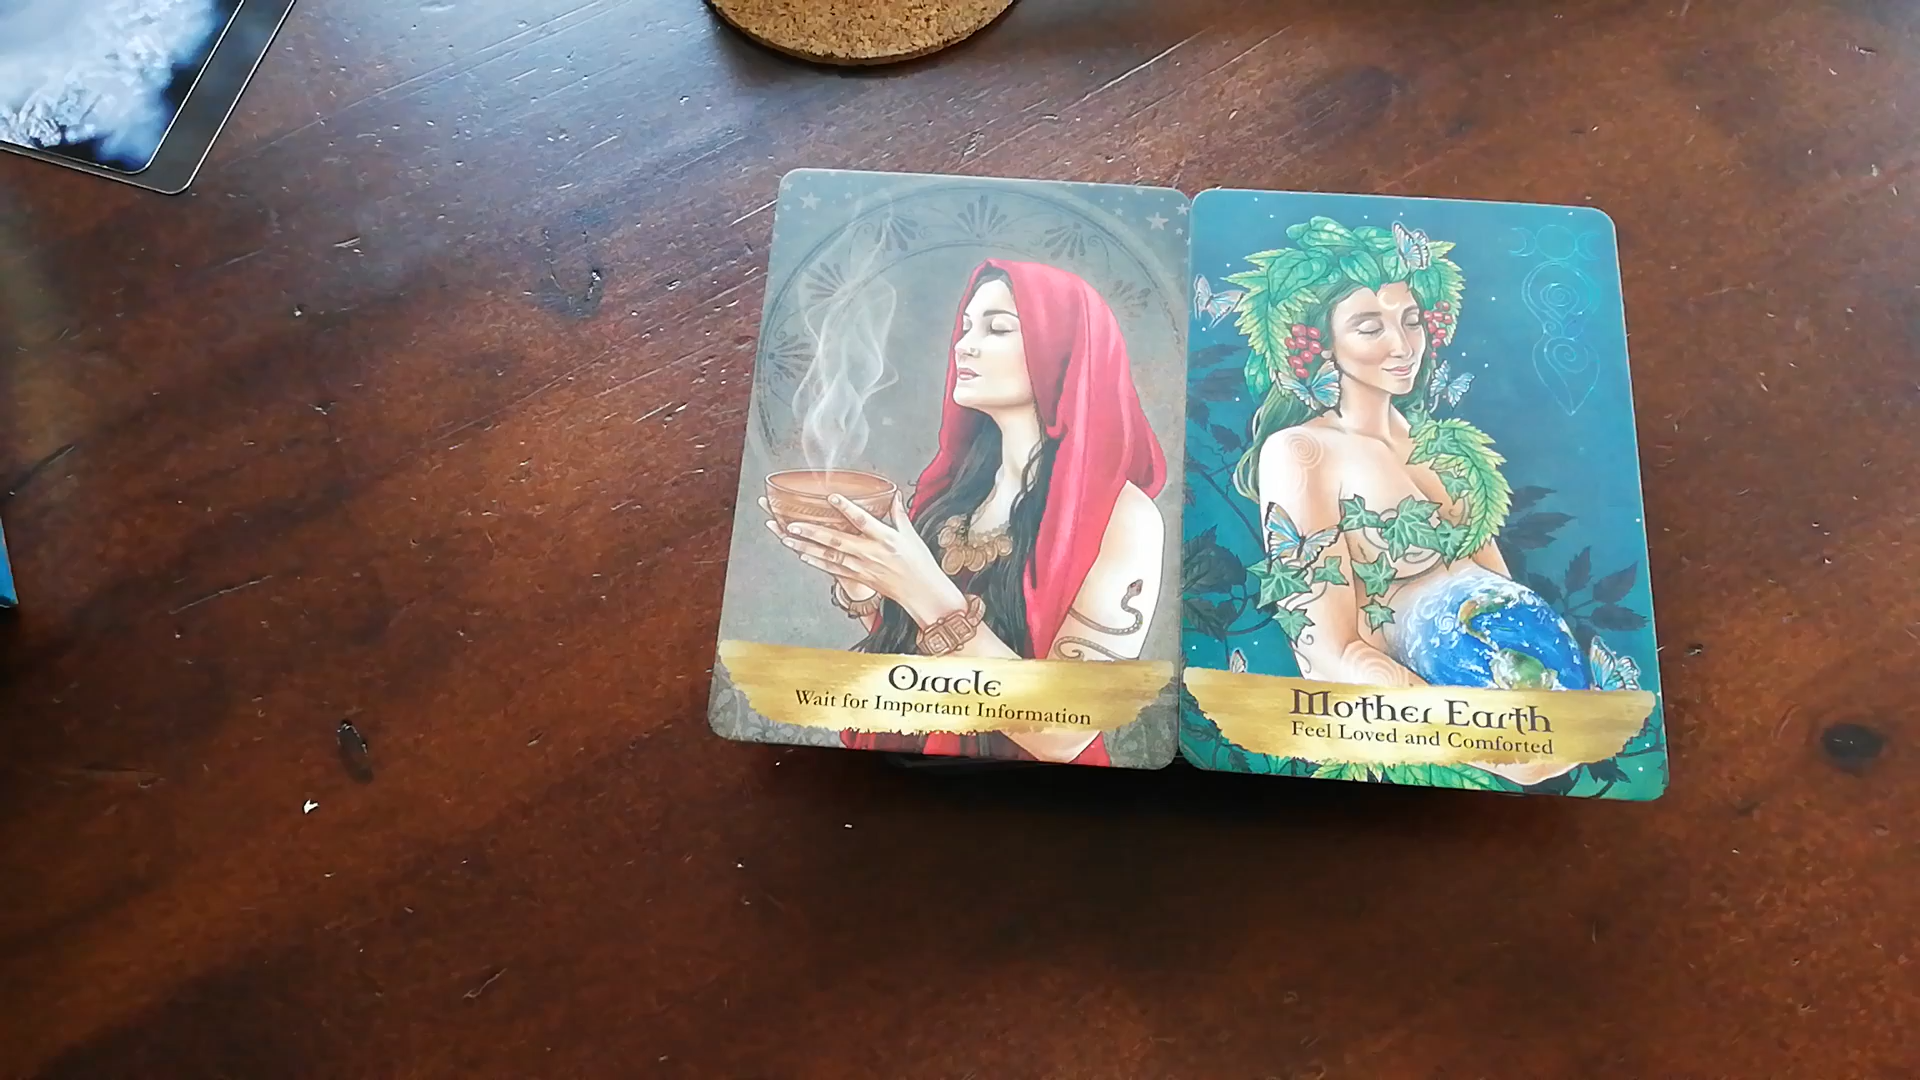 Oracle
Wait for Important Information
Mother Earth
Feel Loved and Comforted